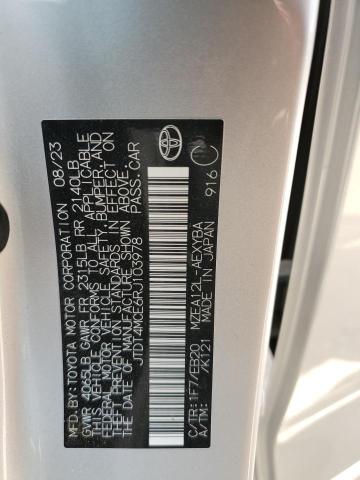 MFD.BY:TOYOTA MOTOR CORPORATION 08/23
GVWR 4045LB GAWR FR 2315LB RR 2140LB
THIS VEHICLE CONFORMS TO ALL APPLICABLE
FEDERAL MOTOR VEHICLE SAFETY, BUMPER, AND
THEFT PREVENTION STANDARDS IN EFFECT ON
THE DATE OF MANUFACTURE SHOWN ABOVE.
JTDT4MCE6RJ1C3978 PASS.CAR
C/TR:1F7/EB20 MZEA12L-AEXYBA
A/TM: /K121 MADE IN JAPAN 916